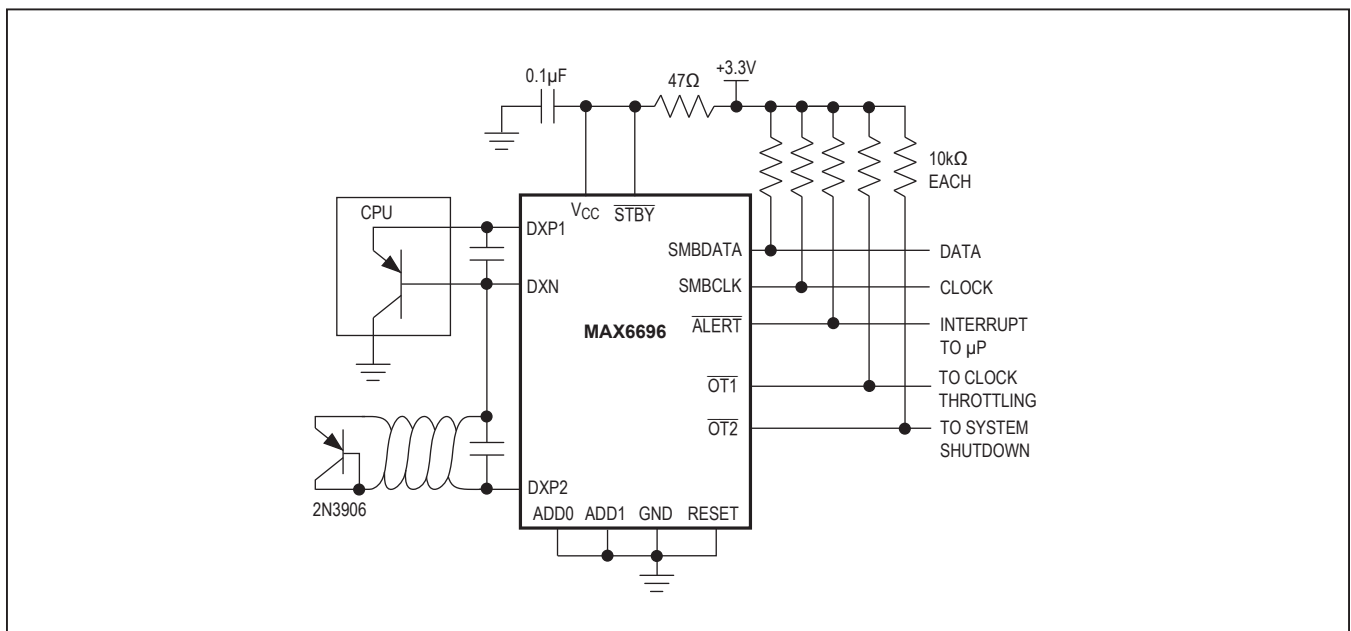 0.1µF
47Ω
+3.3V
10kΩ
EACH
CPU
VCC
STBY
DXP1
DXN
DXP2
MAX6696
SMBDATA
SMBCLK
ALERT
OT1
OT2
DATA
CLOCK
INTERRUPT
TO µP
TO CLOCK
THROTTLING
TO SYSTEM
SHUTDOWN
2N3906
ADD0 ADD1 GND RESET